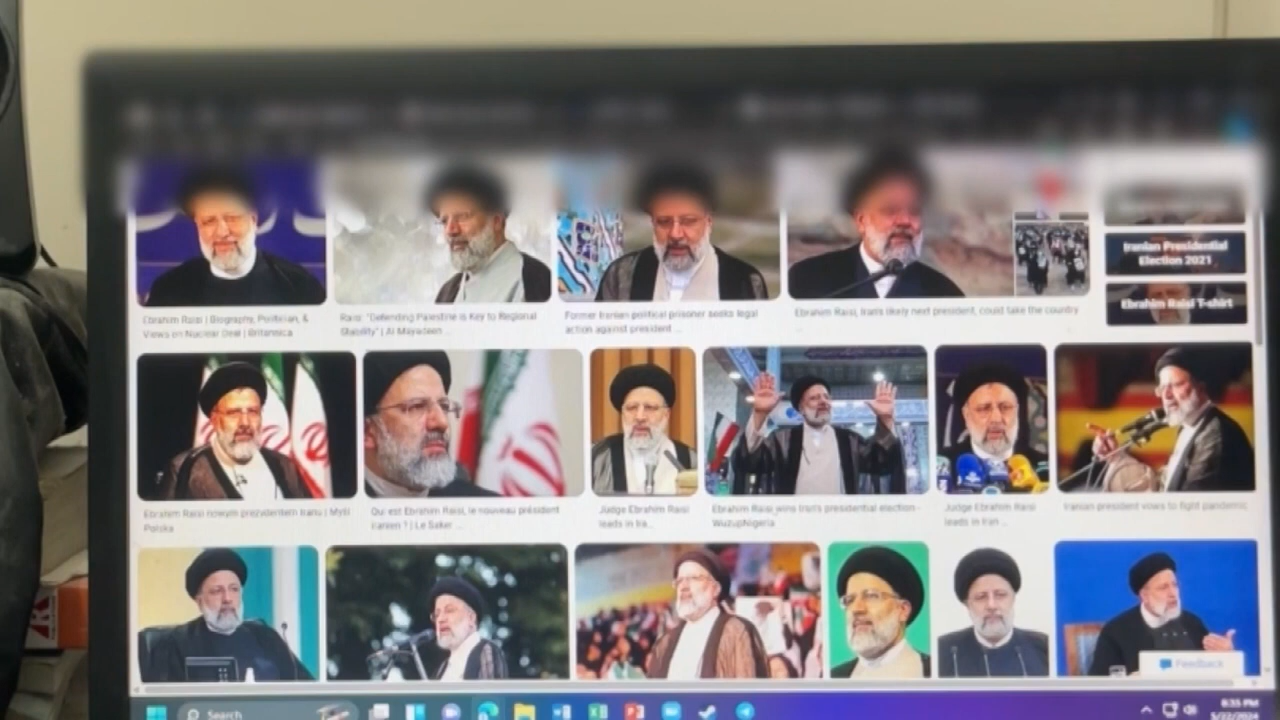 Iranian Presidential
Election 2021
Ebrahim Raisi T-shirt
Ebrahim Raisi | Biography, Politician, &
Views on Nuclear Deal | Britannica
Raisi: "Defending Palestine is Key to Regional
Stability" | Al Mayadeen ...
Former Iranian political prisoner seeks legal
action against president ...
Ebrahim Raisi, Iran's likely next president, could take the country
Ebrahim Raisi nowym prezydentem Iranu | Myśl
Polska
Qui est Ebrahim Raisi, le nouveau président
iranien ? | Le Saker ...
Judge Ebrahim Raisi
leads in Ira...
Ebrahim Raisi wins Iran's presidential election -
WuzupNigeria
Judge Ebrahim Raisi
leads in Iran ...
Iranian president vows to fight pandemic,
Feedback
Search
8:55 PM
5/22/2024